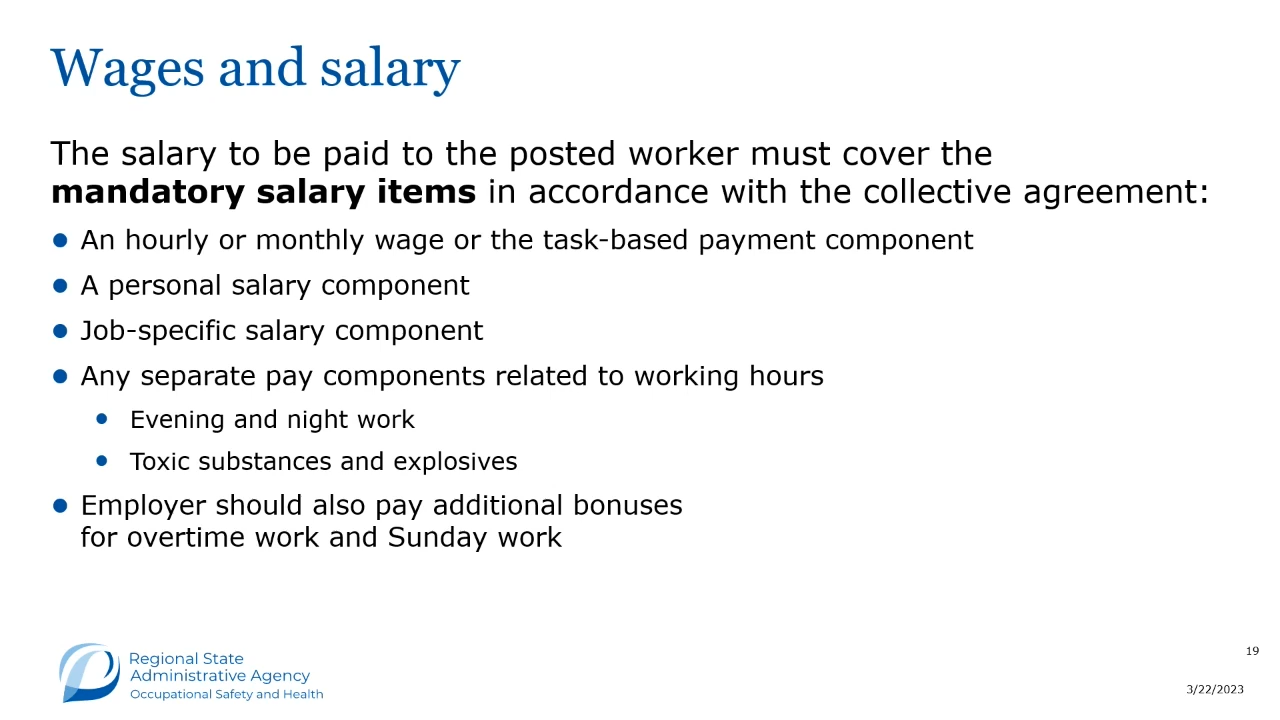 Wages and salary
The salary to be paid to the posted worker must cover the
mandatory salary items in accordance with the collective agreement:
● An hourly or monthly wage or the task-based payment component
● A personal salary component
● Job-specific salary component
● Any separate pay components related to working hours
● Evening and night work
● Toxic substances and explosives
● Employer should also pay additional bonuses
for overtime work and Sunday work
Regional State
Administrative Agency
Occupational Safety and Health
19
3/22/2023